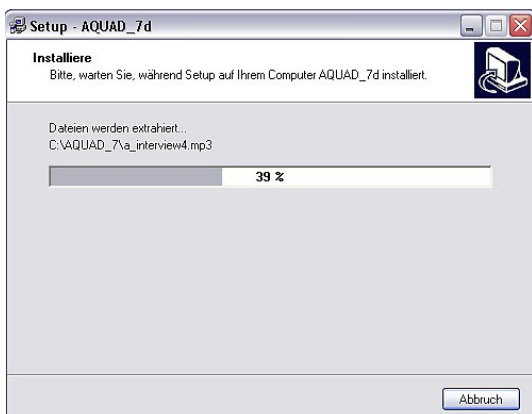 Setup - AQUAD_7d
Installiere
Bitte, warten Sie, während Setup auf Ihrem Computer AQUAD_7d installiert.
Dateien werden extrahiert...
C:\AQUAD_7\a_interview4.mp3
39 %
Abbruch